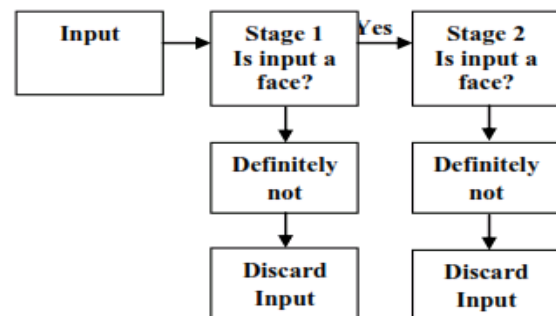 Input
Stage 1
Is input a
face?
Yes
Stage 2
Is input a
face?
Definitely
not
Definitely
not
Discard
Input
Discard
Input